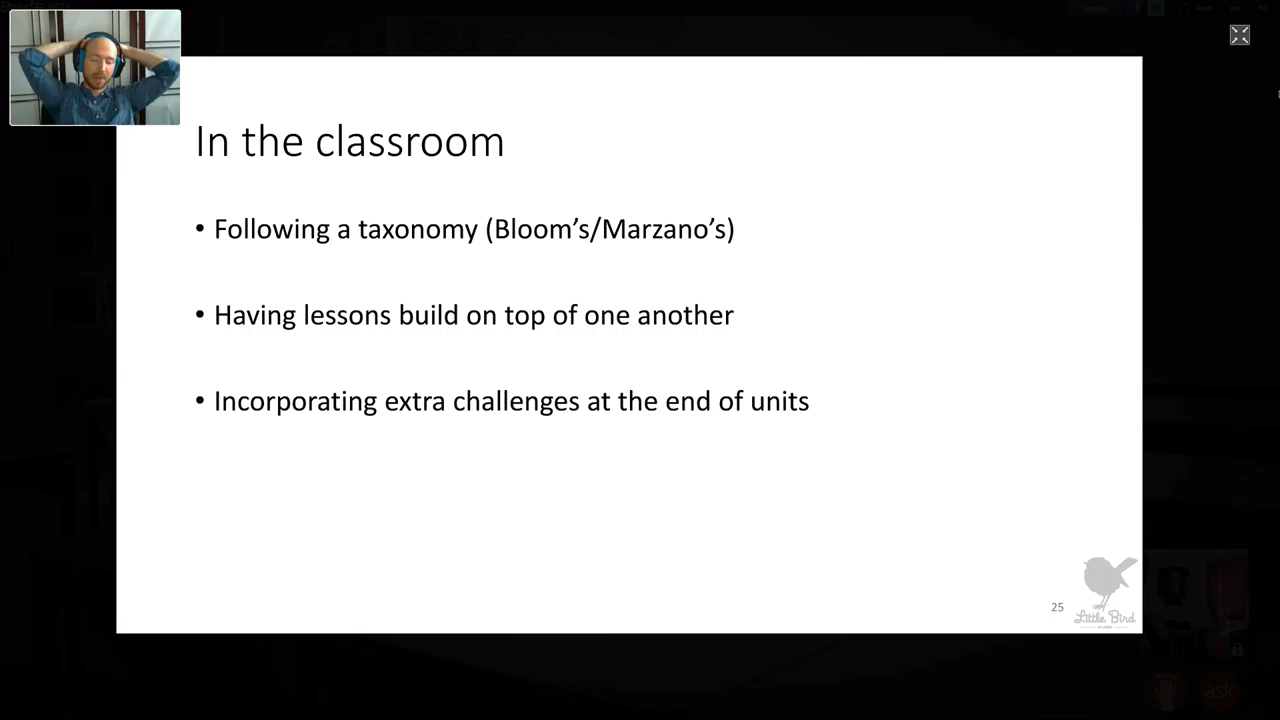 In the classroom
• Following a taxonomy (Bloom’s/Marzano’s)
• Having lessons build on top of one another
• Incorporating extra challenges at the end of units
25
Little Bird
ask